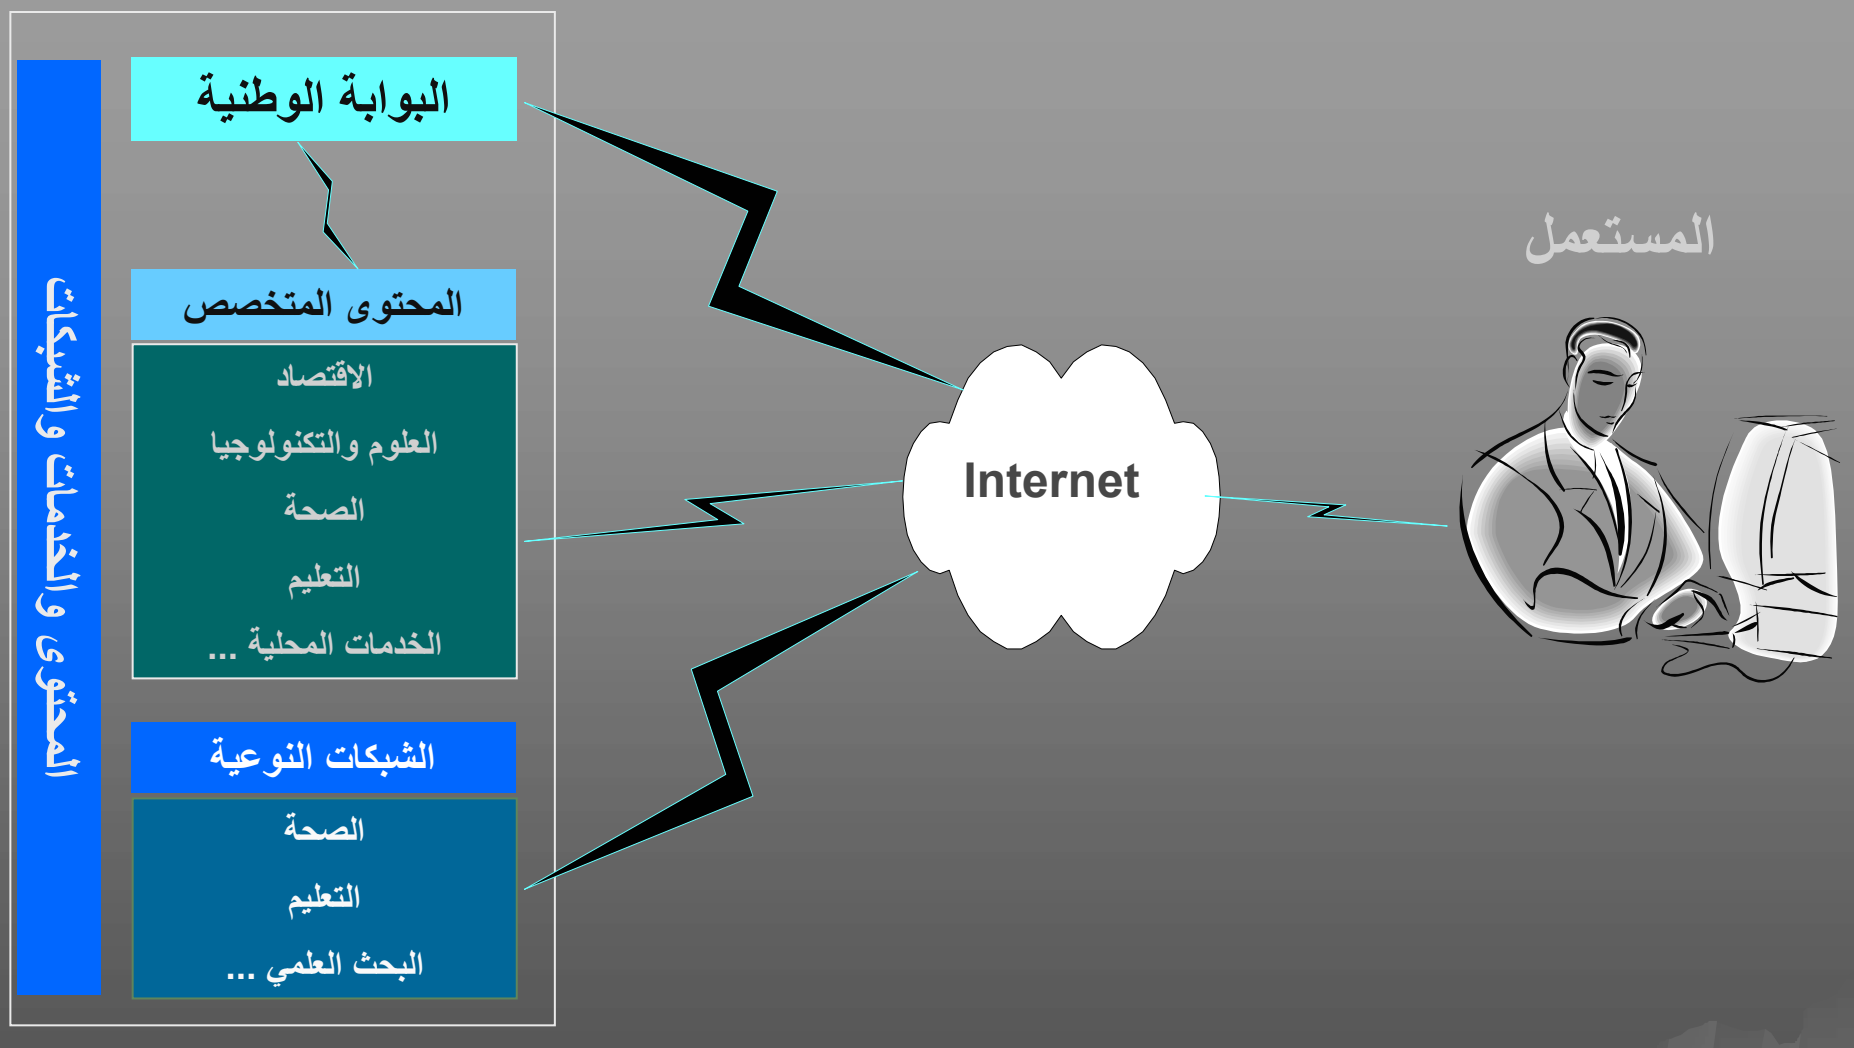 البوابة الوطنية
المستعمل
المحتوى والخدمات والشبكات
المحتوى المتخصص
الاقتصاد
العلوم والتكنولوجيا
الصحة
التعليم
الخدمات المحلية ...
Internet
الشبكات النوعية
الصحة
التعليم
البحث العلمي ...